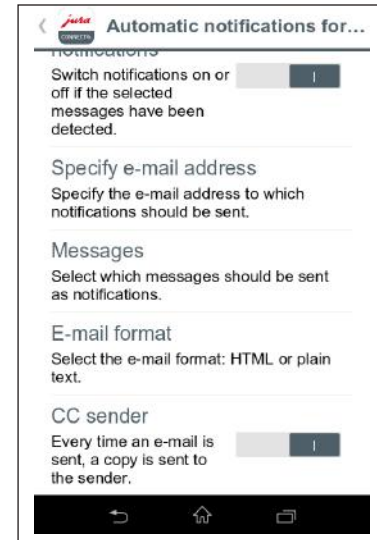 jura
CONNECTS
Automatic notifications for...
notifications
Switch notifications on or
off if the selected
messages have been
detected.
I
Specify e-mail address
Specify the e-mail address to which
notifications should be sent.
Messages
Select which messages should be sent
as notifications.
E-mail format
Select the e-mail format: HTML or plain
text.
CC sender
Every time an e-mail is
sent, a copy is sent to
the sender.
I